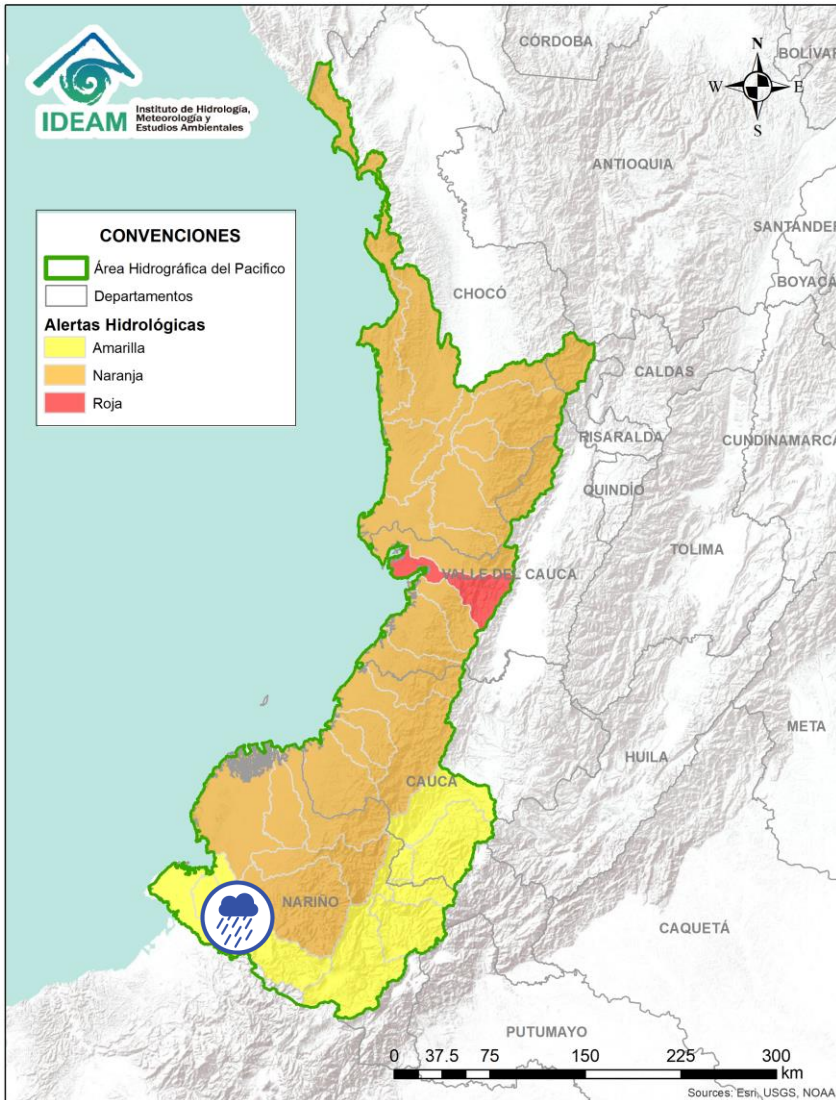 IDEAM
Instituto de Hidrología,
Meteorología y
Estudios Ambientales
N
W
E
S
CÓRDOBA
BOLÍVAR
ANTIOQUIA
SANTANDER
BOYACÁ
CHOCÓ
CALDAS
RISARALDA
CUNDINAMARCA
QUINDÍO
TOLIMA
VALLE DEL CAUCA
META
HUILA
CAUCA
NARIÑO
CAQUETÁ
PUTUMAYO
CONVENCIONES
Área Hidrográfica del Pacifico
Departamentos
Alertas Hidrológicas
Amarilla
Naranja
Roja
0 37.5 75 150 225 300
km
Sources: Esri, USGS, NOAA